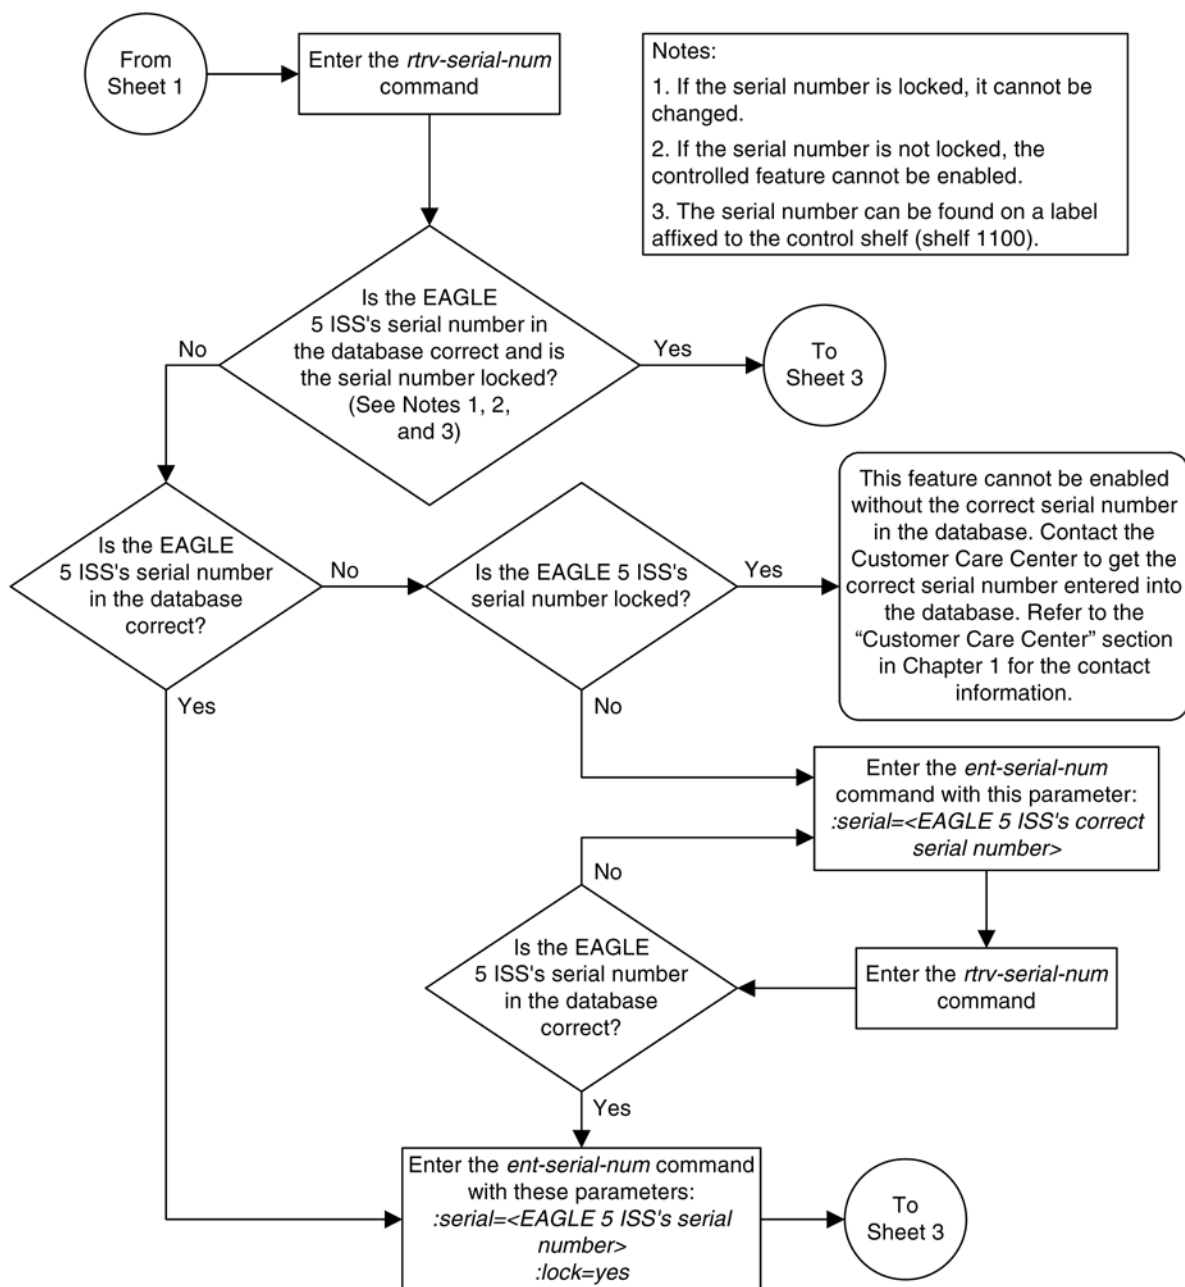 From
Sheet 1
Enter the rtrv-serial-num
command
Notes:
1. If the serial number is locked, it cannot be
changed.
2. If the serial number is not locked, the
controlled feature cannot be enabled.
3. The serial number can be found on a label
affixed to the control shelf (shelf 1100).
Is the EAGLE
5 ISS's serial number in
the database correct and is
the serial number locked?
(See Notes 1, 2,
and 3)
No
Yes
To
Sheet 3
Is the EAGLE
5 ISS's serial number
in the database
correct?
No
Yes
Is the EAGLE 5 ISS's
serial number locked?
Yes
No
This feature cannot be enabled
without the correct serial number
in the database. Contact the
Customer Care Center to get the
correct serial number entered into
the database. Refer to the
“Customer Care Center” section
in Chapter 1 for the contact
information.
Enter the ent-serial-num
command with this parameter:
:serial=<EAGLE 5 ISS's correct
serial number>
Enter the rtrv-serial-num
command
No
Is the EAGLE
5 ISS's serial number
in the database
correct?
Yes
Enter the ent-serial-num command
with these parameters:
:serial=<EAGLE 5 ISS's serial
number>
:lock=yes
To
Sheet 3